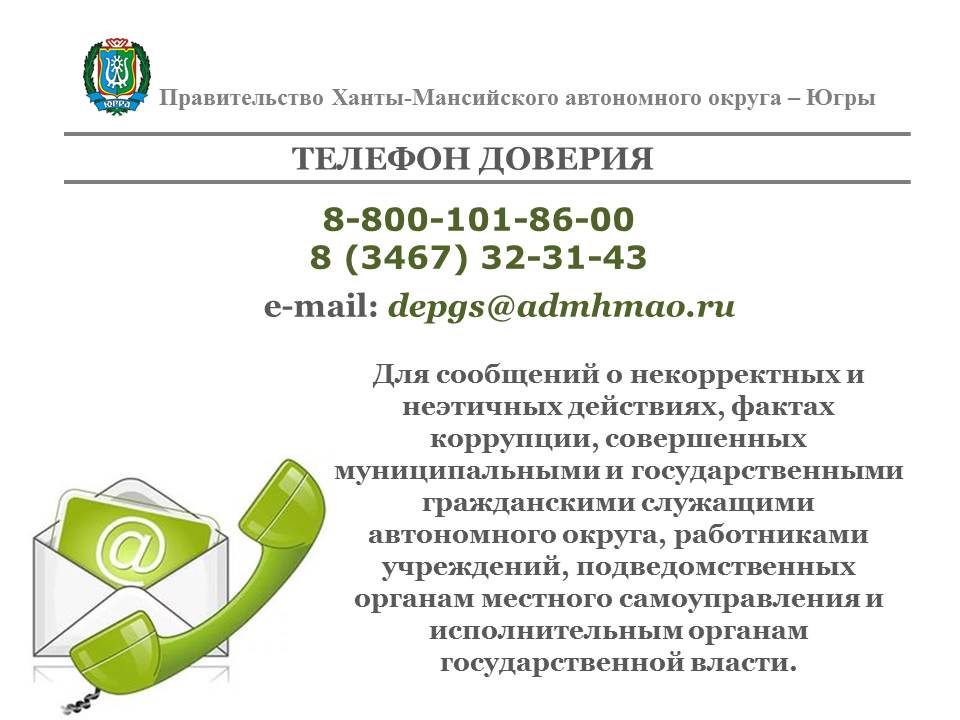 ЮГРА
Правительство Ханты-Мансийского автономного округа – Югры
ТЕЛЕФОН ДОВЕРИЯ
8-800-101-86-00
8 (3467) 32-31-43
e-mail: depgs@admhmao.ru
Для сообщений о некорректных и
неэтичных действиях, фактах
коррупции, совершенных
муниципальными и государственными
гражданскими служащими
автономного округа, работниками
учреждений, подведомственных
органам местного самоуправления и
исполнительным органам
государственной власти.
@